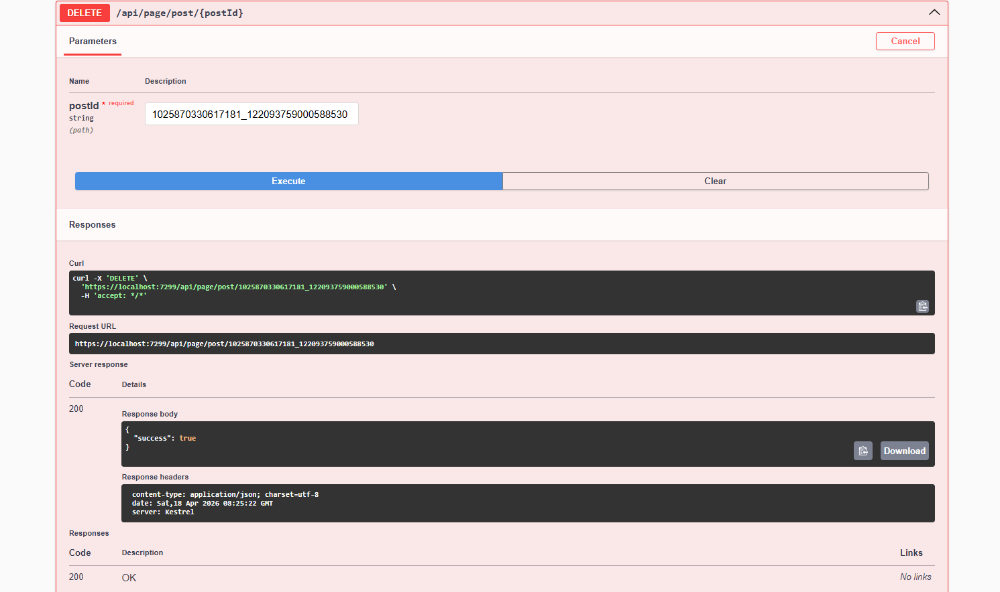 DELETE /api/page/post/{postId}
Parameters
Cancel
Name Description
postId * required
string
(path)
1025870330617181_122093759000588530
Execute Clear
Responses
Curl
curl -X 'DELETE' \
'https://localhost:7299/api/page/post/1025870330617181_122093759000588530' \
-H 'accept: */*'
Request URL
https://localhost:7299/api/page/post/1025870330617181_122093759000588530
Server response
Code Details
200
Response body
{
"success": true
}
Download
Response headers
content-type: application/json; charset=utf-8
date: Sat,18 Apr 2026 08:25:22 GMT
server: Kestrel
Responses
Code Description Links
200 OK No links